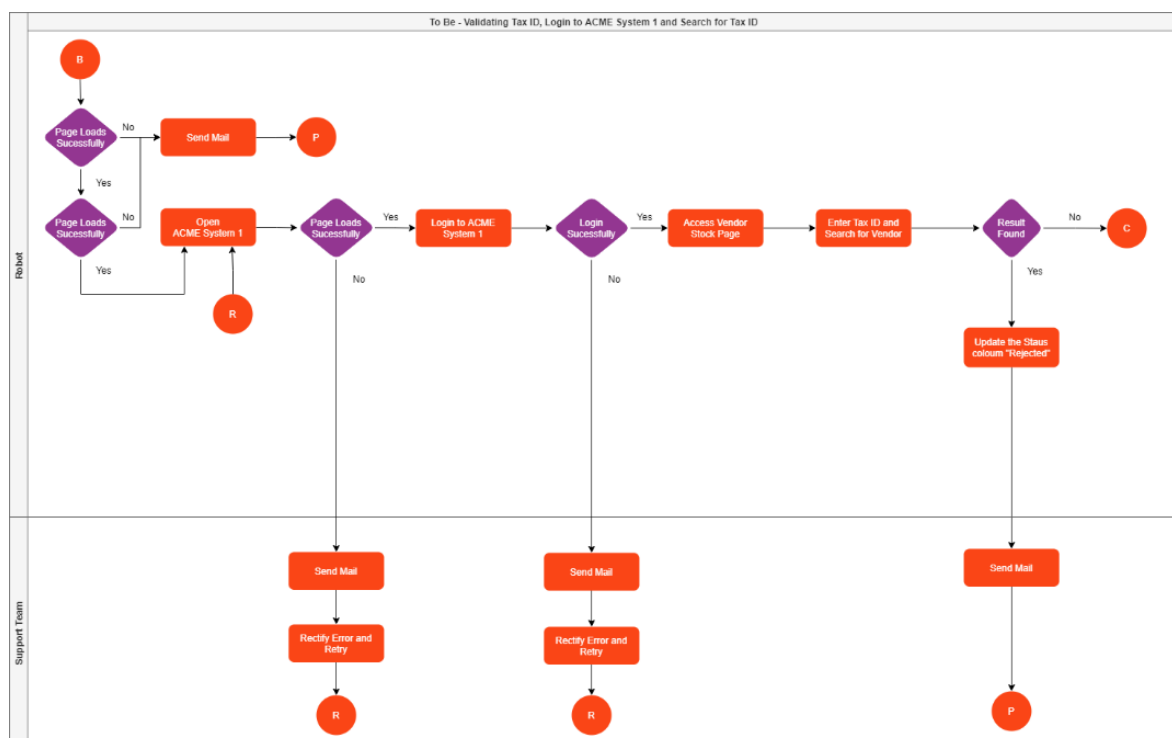 To Be - Validating Tax ID, Login to ACME System 1 and Search for Tax ID
Robot
B
Page Loads
Sucessfully
No
Send Mail
P
Yes
Page Loads
Sucessfully
No
Open
ACME System 1
Page Loads
Sucessfully
Yes
Login to ACME
System 1
Login
Sucessfully
Yes
Access Vendor
Stock Page
Enter Tax ID and
Search for Vendor
Result
Found
No
C
Yes
No
No
Yes
R
Update the Staus
coloum "Rejected"
Support Team
Send Mail
Send Mail
Send Mail
Rectify Error and
Retry
Rectify Error and
Retry
R
R
P